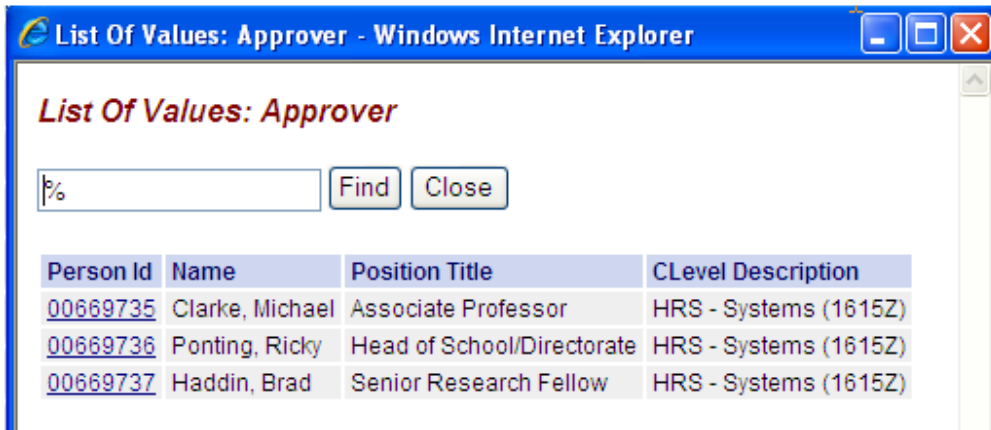 List Of Values: Approver - Windows Internet Explorer
List Of Values: Approver
% Find Close
Person Id Name Position Title CLevel Description
00669735 Clarke, Michael Associate Professor HRS - Systems (1615Z)
00669736 Ponting, Ricky Head of School/Directorate HRS - Systems (1615Z)
00669737 Haddin, Brad Senior Research Fellow HRS - Systems (1615Z)